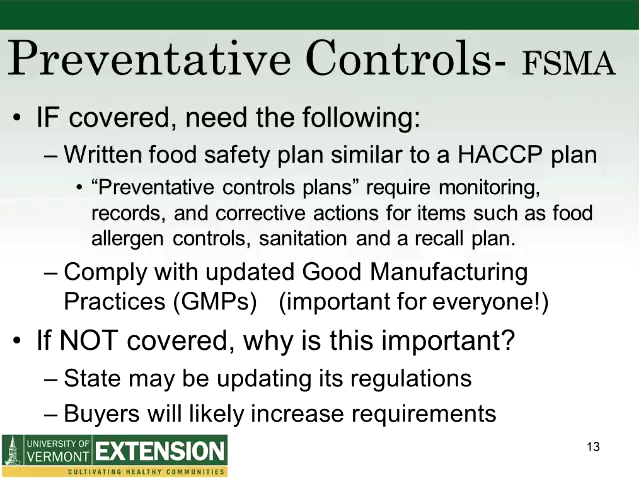 Preventative Controls- FSMA
• IF covered, need the following:
– Written food safety plan similar to a HACCP plan
• “Preventative controls plans” require monitoring,
records, and corrective actions for items such as food
allergen controls, sanitation and a recall plan.
– Comply with updated Good Manufacturing
Practices (GMPs) (important for everyone!)
• If NOT covered, why is this important?
– State may be updating its regulations
– Buyers will likely increase requirements
UNIVERSITY OF
VERMONT EXTENSION
CULTIVATING HEALTHY COMMUNITIES
13